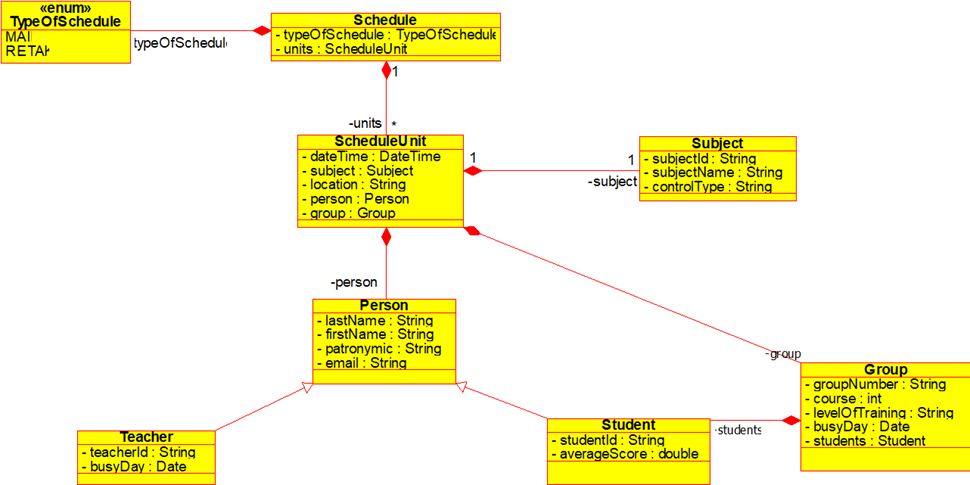 «enum»
TypeOfSchedule
MAI
RETAK
typeOfSchedule
Schedule
- typeOfSchedule : TypeOfSchedule
- units : ScheduleUnit
1
-units *
ScheduleUnit
- dateTime : DateTime
- subject : Subject
- location : String
- person : Person
- group : Group
1
1
-subject
Subject
- subjectId : String
- subjectName : String
- controlType : String
-person
Person
- lastName : String
- firstName : String
- patronymic : String
- email : String
-group
Group
- groupNumber : String
- course : int
- levelOfTraining : String
- busyDay : Date
- students : Student
-students
Student
- studentId : String
- averageScore : double
Teacher
- teacherId : String
- busyDay : Date